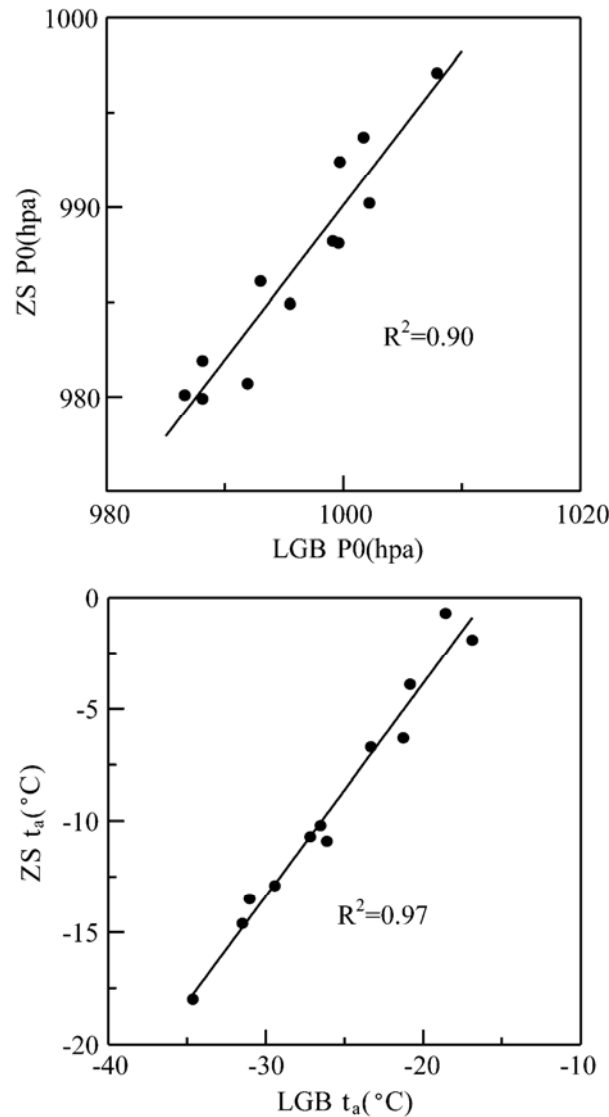 1000
990
980
ZS P0(hpa)
R²=0.90
980
1000
1020
LGB P0(hpa)
0
-5
-10
-15
-20
ZS tₐ(°C)
R²=0.97
-40
-30
-20
-10
LGB tₐ(°C)